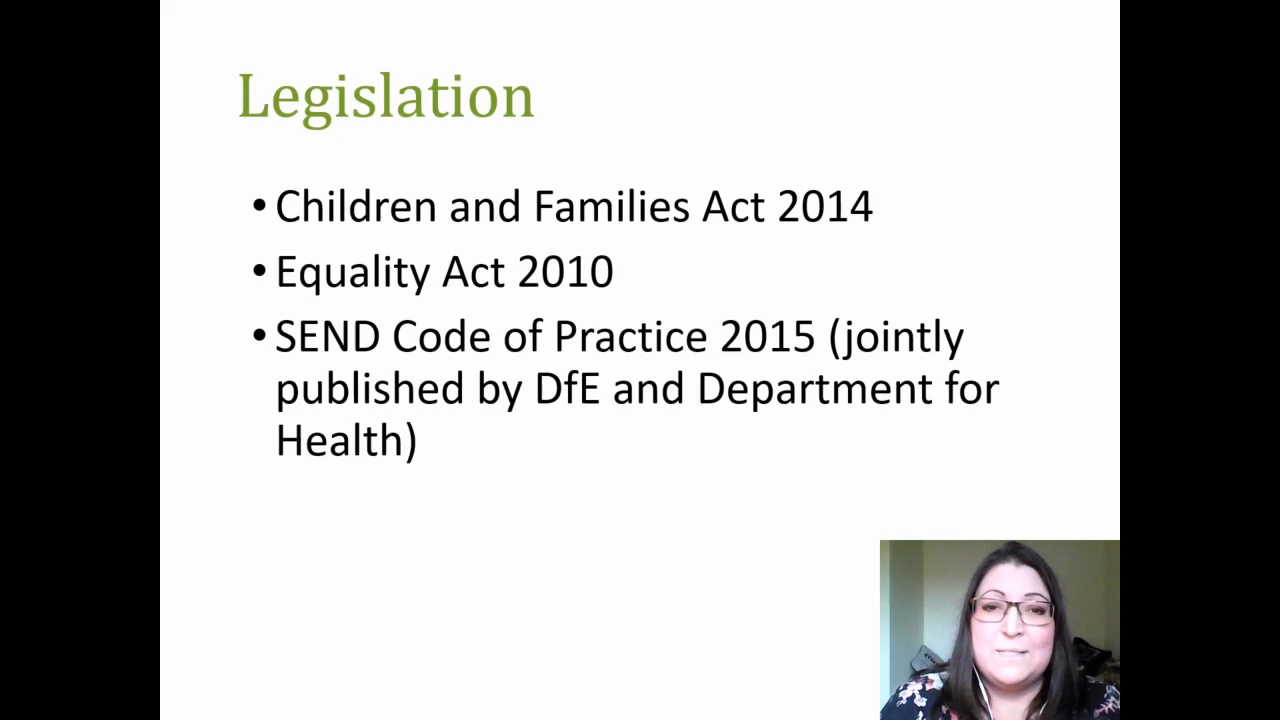 Legislation
• Children and Families Act 2014
• Equality Act 2010
• SEND Code of Practice 2015 (jointly
published by DfE and Department for
Health)